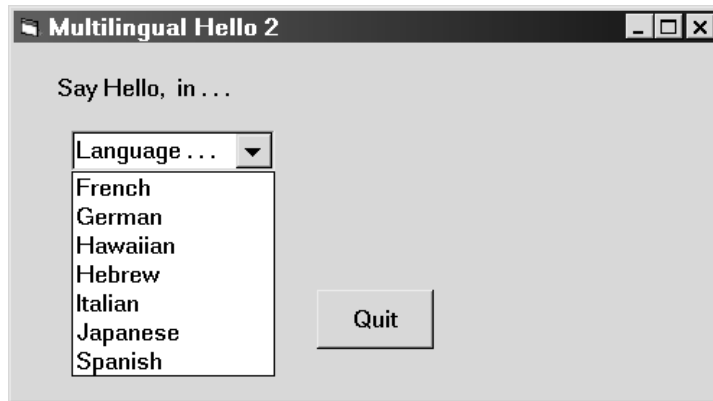 Multilingual Hello 2
Say Hello, in . . .
Language . . .
French
German
Hawaiian
Hebrew
Italian
Japanese
Spanish
Quit